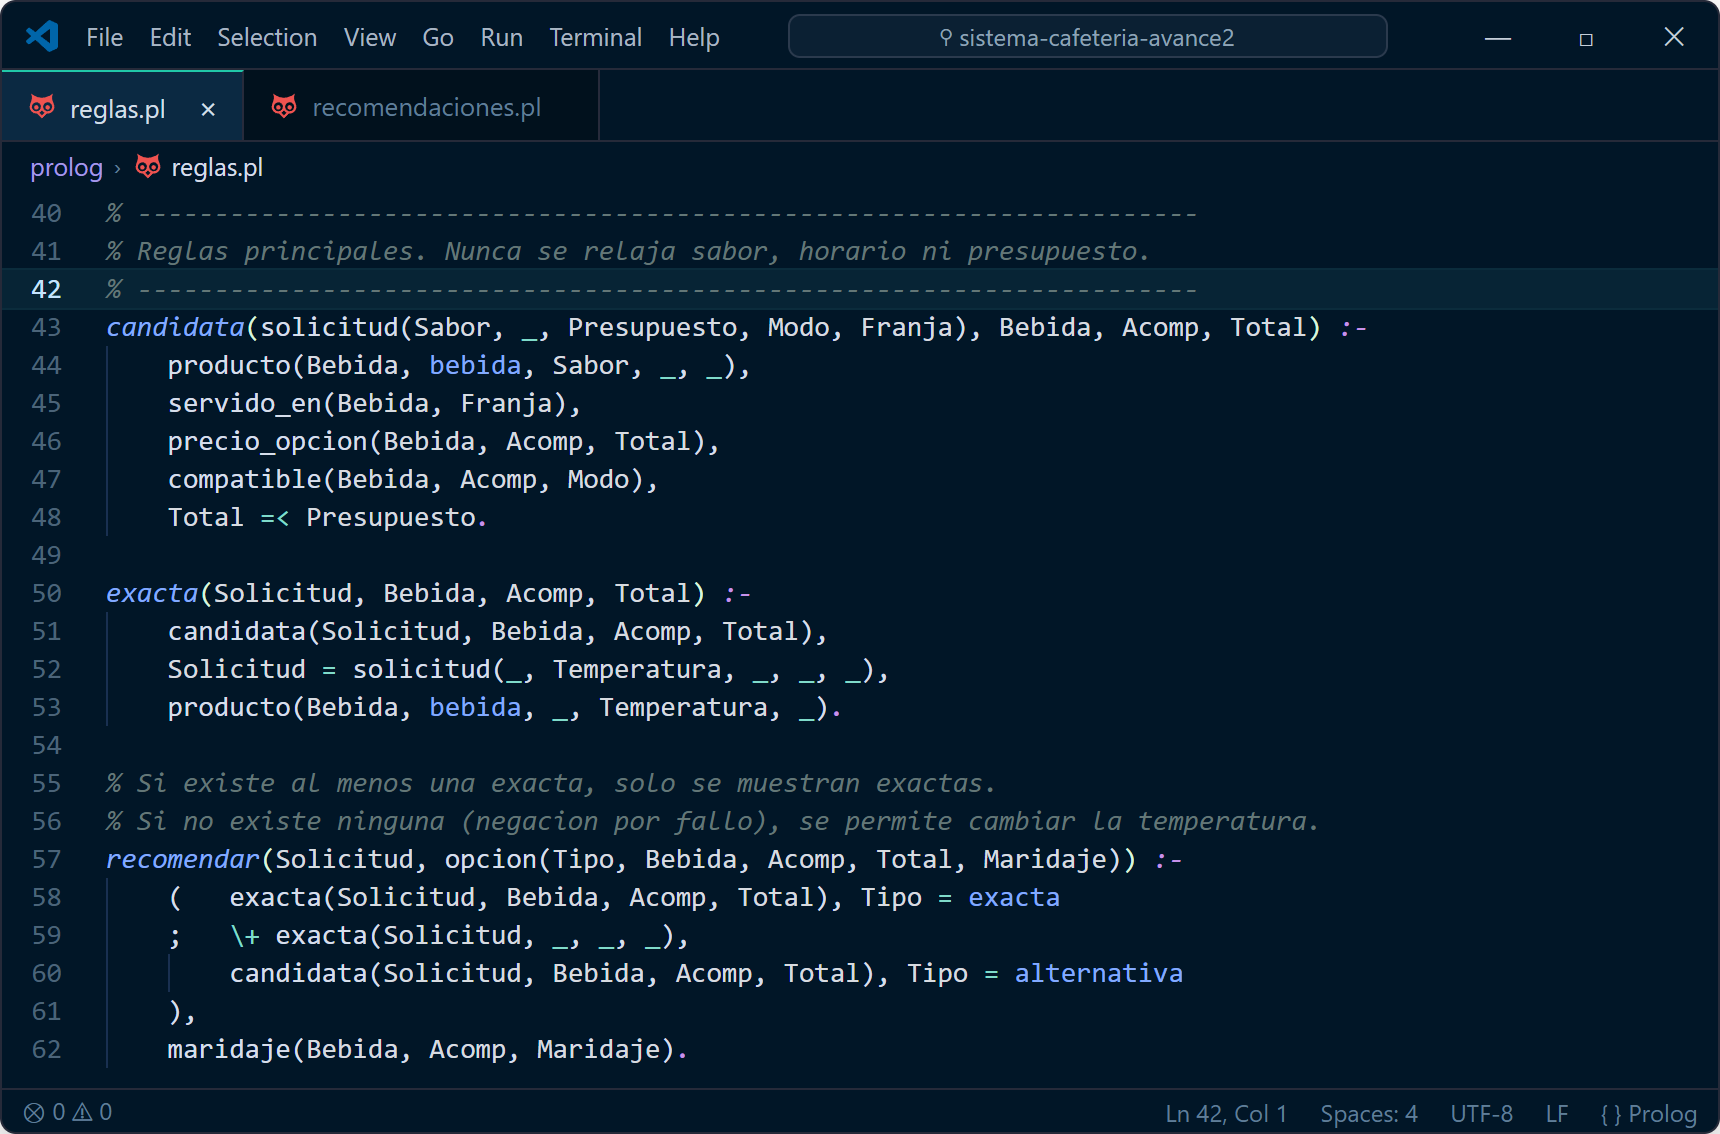 File Edit Selection View Go Run Terminal Help sistema-cafeteria-avance2
reglas.pl × recomendaciones.pl
prolog › reglas.pl
40 % ---------------------------------------------------------------------
41 % Reglas principales. Nunca se relaja sabor, horario ni presupuesto.
42 % ---------------------------------------------------------------------
43 candidata(solicitud(Sabor, _, Presupuesto, Modo, Franja), Bebida, Acomp, Total) :-
44     producto(Bebida, bebida, Sabor, _, _),
45     servido_en(Bebida, Franja),
46     precio_opcion(Bebida, Acomp, Total),
47     compatible(Bebida, Acomp, Modo),
48     Total =< Presupuesto.
49
50 exacta(Solicitud, Bebida, Acomp, Total) :-
51     candidata(Solicitud, Bebida, Acomp, Total),
52     Solicitud = solicitud(_, Temperatura, _, _, _),
53     producto(Bebida, bebida, _, Temperatura, _).
54
55 % Si existe al menos una exacta, solo se muestran exactas.
56 % Si no existe ninguna (negacion por fallo), se permite cambiar la temperatura.
57 recomendar(Solicitud, opcion(Tipo, Bebida, Acomp, Total, Maridaje)) :-
58     (   exacta(Solicitud, Bebida, Acomp, Total), Tipo = exacta
59     ;   \+ exacta(Solicitud, _, _, _),
60         candidata(Solicitud, Bebida, Acomp, Total), Tipo = alternativa
61     ),
62     maridaje(Bebida, Acomp, Maridaje).
0 0 Ln 42, Col 1 Spaces: 4 UTF-8 LF { } Prolog